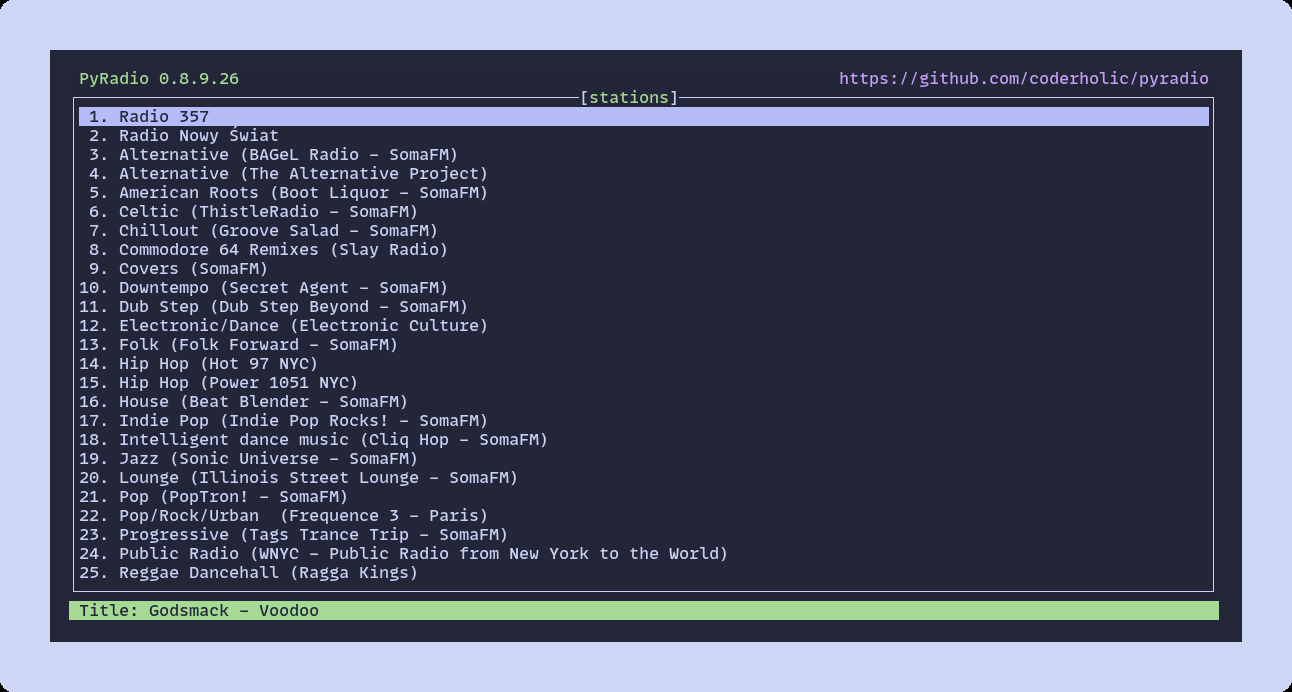 PyRadio 0.8.9.26
https://github.com/coderholic/pyradio
[stations]
1. Radio 357
2. Radio Nowy Świat
3. Alternative (BAGeL Radio - SomaFM)
4. Alternative (The Alternative Project)
5. American Roots (Boot Liquor - SomaFM)
6. Celtic (ThistleRadio - SomaFM)
7. Chillout (Groove Salad - SomaFM)
8. Commodore 64 Remixes (Slay Radio)
9. Covers (SomaFM)
10. Downtempo (Secret Agent - SomaFM)
11. Dub Step (Dub Step Beyond - SomaFM)
12. Electronic/Dance (Electronic Culture)
13. Folk (Folk Forward - SomaFM)
14. Hip Hop (Hot 97 NYC)
15. Hip Hop (Power 1051 NYC)
16. House (Beat Blender - SomaFM)
17. Indie Pop (Indie Pop Rocks! - SomaFM)
18. Intelligent dance music (Cliq Hop - SomaFM)
19. Jazz (Sonic Universe - SomaFM)
20. Lounge (Illinois Street Lounge - SomaFM)
21. Pop (PopTron! - SomaFM)
22. Pop/Rock/Urban  (Frequence 3 - Paris)
23. Progressive (Tags Trance Trip - SomaFM)
24. Public Radio (WNYC - Public Radio from New York to the World)
25. Reggae Dancehall (Ragga Kings)
Title: Godsmack - Voodoo